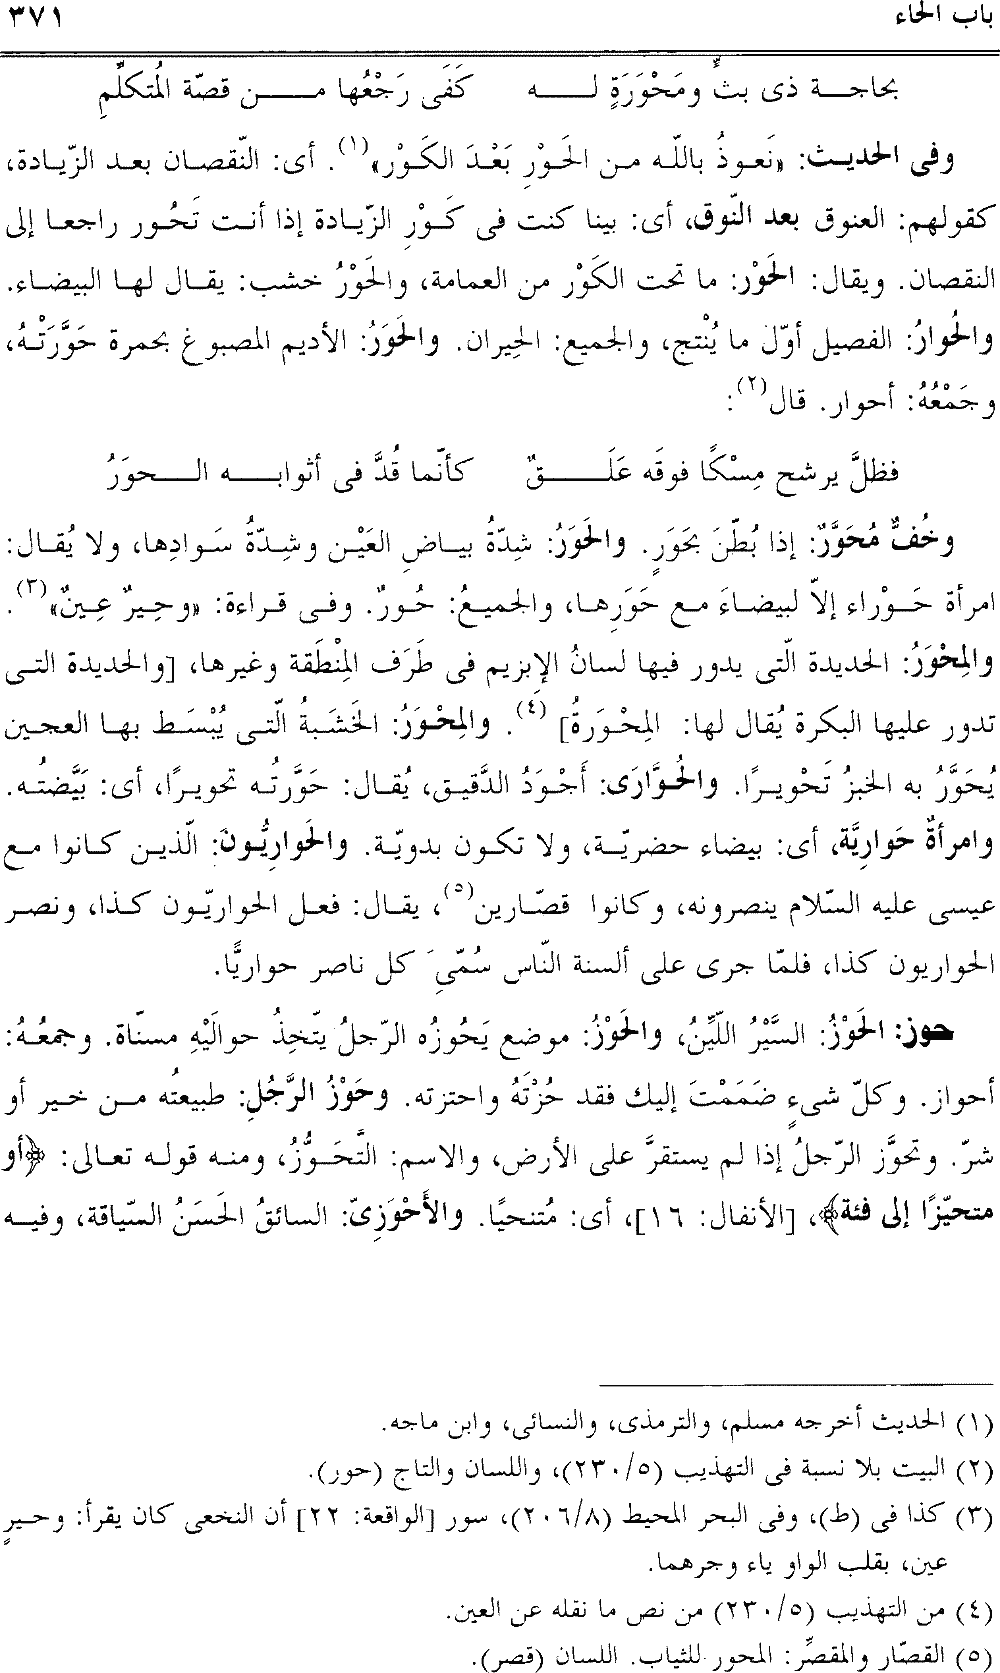 باب الحاء ٣٧١
بحاجة ذى بثٍّ ومَحْوَرَةٍ له كَفَى رَجْعُها من قصّة المُتكلِّمِ
وفى الحديث: «نَعوذُ باللّه من الحَوْرِ بَعْدَ الكَوْر»(١). أى: النّقصان بعد الزّيادة،
كقولهم: العنوق بعد النّوق، أى: بينا كنت فى كَوْرِ الزّيادة إذا أنت تَحُور راجعا إلى
النقصان. ويقال: الحَوْر: ما تحت الكَوْر من العمامة، والحَوْرُ خشب: يقال لها البيضاء.
والحُوارُ: الفصيل أوّل ما يُنْتج، والجميع: الحِيران. والحَوَرُ: الأديم المصبوغ بحمرة حَوَّرَتْهُ،
وجَمْعُهُ: أحوار. قال(٢):
فظلَّ يرشح مِسْكًا فوقَه عَلَقٌ كأنّما قُدَّ فى أثوابه الحوَرُ
وخُفٌّ مُحَوَّرٌ: إذا بُطّنَ بحَوَرٍ. والحَوَرُ: شِدّةُ بياضِ العَيْن وشِدّةُ سَوادِها، ولا يُقال:
امرأة حَوْراء إلاّ لبيضاءَ مع حَوَرِها، والجميعُ: حُورٌ. وفى قراءة: «وحِيرٌ عِينٌ»(٣).
والمِحْوَرُ: الحديدة الّتى يدور فيها لسانُ الإبزيم فى طَرَف المِنْطَقة وغيرها، [والحديدة التى
تدور عليها البكرة يُقال لها: المِحْوَرةُ](٤). والمِحْوَرُ: الخَشَبةُ الّتى يُبْسَط بها العجين
يُحَوَّرُ به الخبزُ تَحْويرًا. والحُوَّارَى: أَجْوَدُ الدَّقيق، يُقال: حَوَّرتُه تحويرًا، أى: بَيَّضتُه.
وامرأةٌ حَوارِيَّة، أى: بيضاء حضريّة، ولا تكون بدويّة. والحَوارِيُّونَ: الّذين كانوا مع
عيسى عليه السّلام ينصرونه، وكانوا قصّارين(٥)، يقال: فعل الحواريّون كذا، ونصر
الحواريون كذا، فلمّا جرى على ألسنة النّاس سُمّىِ َ كل ناصر حواريًّا.
حوز: الحَوْزُ: السَّيْرُ اللّيِّنُ، والحَوْزُ: موضع يَحُوزُه الرّجلُ يتّخِذُ حوالَيْهِ مسنّاة. وجمعُهُ:
أحواز. وكلّ شىءٍ ضَمَمْتَ إليك فقد حُزْتَهُ واحتزته. وحَوْزُ الرَّجُلِ: طبيعتُه من خير أو
شرّ. وتحوَّز الرّجلُ إذا لم يستقرَّ على الأرض، والاسم: التَّحَوُّزُ، ومنه قوله تعالى: ﴿أو
متحيّزًا إلى فئة﴾، [الأنفال: ١٦]، أى: مُتنحيًا. والأَحْوَزِىّ: السائقُ الحَسَنُ السّياقة، وفيه
(١) الحديث أخرجه مسلم، والترمذى، والنسائى، وابن ماجه.
(٢) البيت بلا نسبة فى التهذيب (٢٣٠/٥)، واللسان والتاج (حور).
(٣) كذا فى (ط)، وفى البحر المحيط (٢٠٦/٨)، سور [الواقعة: ٢٢] أن النخعى كان يقرأ: وحيرٍ
عين، بقلب الواو ياء وجرهما.
(٤) من التهذيب (٢٣٠/٥) من نص ما نقله عن العين.
(٥) القصّار والمقصِّر: المحور للثياب. اللسان (قصر).